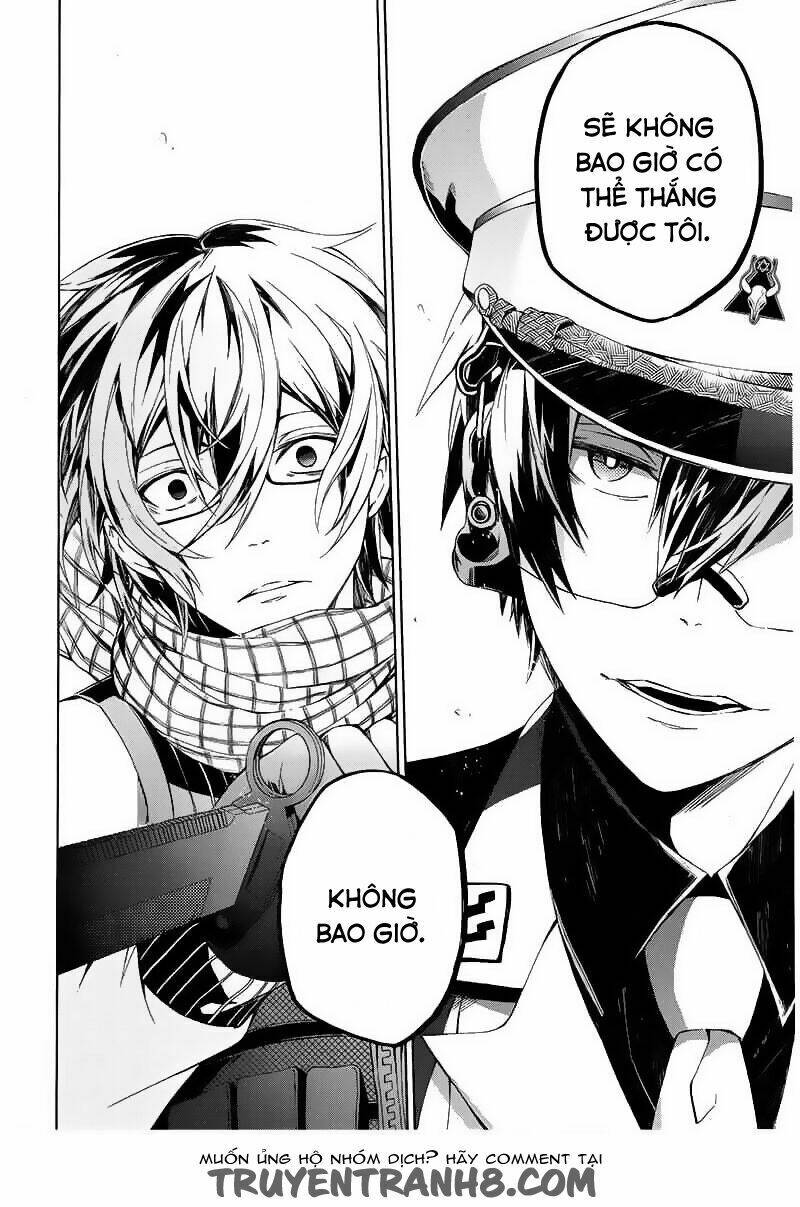 SẼ KHÔNG
BAO GIỜ CÓ
THỂ THẮNG
ĐƯỢC TÔI.
KHÔNG
BAO GIỜ.
MUỐN ỦNG HỘ NHÓM DỊCH? HÃY COMMENT TẠI
TRUYENTRANH8.COM